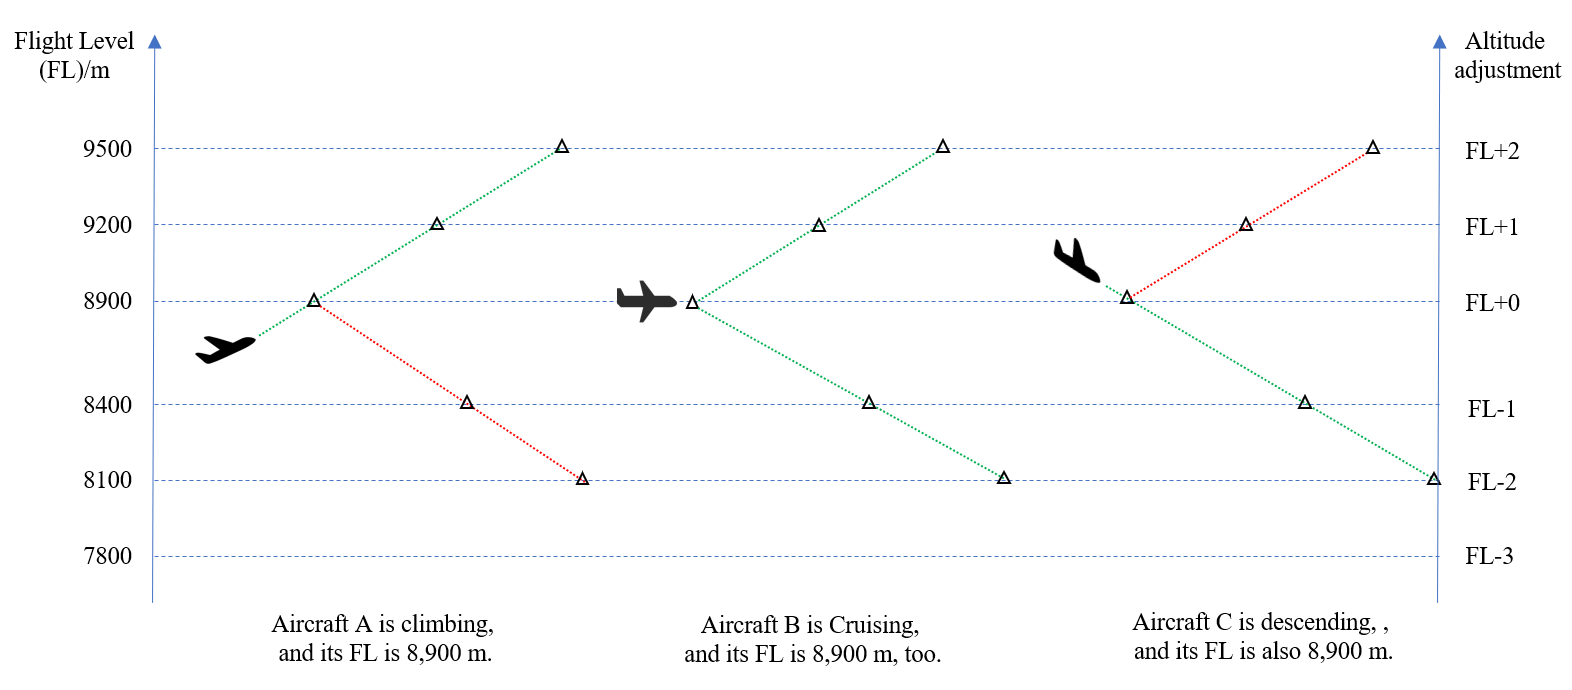 Flight Level
(FL)/m
Altitude
adjustment
9500
FL+2
9200
FL+1
8900
FL+0
8400
FL-1
8100
FL-2
7800
FL-3
Aircraft A is climbing,
and its FL is 8,900 m.
Aircraft B is Cruising,
and its FL is 8,900 m, too.
Aircraft C is descending, ,
and its FL is also 8,900 m.